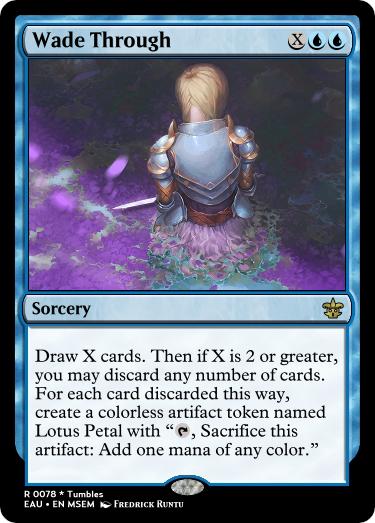 Wade Through X
Sorcery
Draw X cards. Then if X is 2 or greater,
you may discard any number of cards.
For each card discarded this way,
create a colorless artifact token named
Lotus Petal with “, Sacrifice this
artifact: Add one mana of any color.”
R 0078 * Tumbles
EAU • EN MSEM Fredrick Runtu